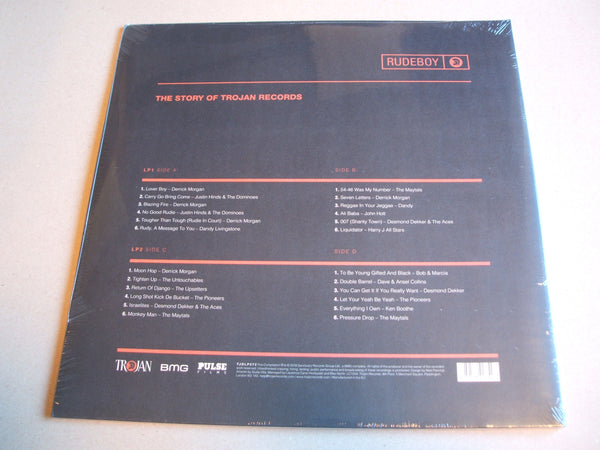 RUDEBOY
THE STORY OF TROJAN RECORDS
LP1 SIDE A
1. Lover Boy – Derrick Morgan
2. Carry Go Bring Come – Justin Hinds & The Dominoes
3. Blazing Fire – Derrick Morgan
4. No Good Rudie – Justin Hinds & The Dominoes
5. Tougher Than Tough (Rudie In Court) – Derrick Morgan
6. Rudy, A Message To You – Dandy Livingstone
SIDE B
1. 54-46 Was My Number – The Maytals
2. Seven Letters – Derrick Morgan
3. Reggae In Your Jeggae – Dandy
4. Ali Baba – John Holt
5. 007 (Shanty Town) – Desmond Dekker & The Aces
6. Liquidator – Harry J All Stars
LP2 SIDE C
1. Moon Hop – Derrick Morgan
2. Tighten Up – The Untouchables
3. Return Of Django – The Upsetters
4. Long Shot Kick De Bucket – The Pioneers
5. Israelites – Desmond Dekker & The Aces
6. Monkey Man – The Maytals
SIDE D
1. To Be Young Gifted And Black – Bob & Marcia
2. Double Barrel – Dave & Ansel Collins
3. You Can Get It If You Really Want – Desmond Dekker
4. Let Your Yeah Be Yeah – The Pioneers
5. Everything I Own – Ken Boothe
6. Pressure Drop – The Maytals
TROJAN
BMG
PULSE
FILMS